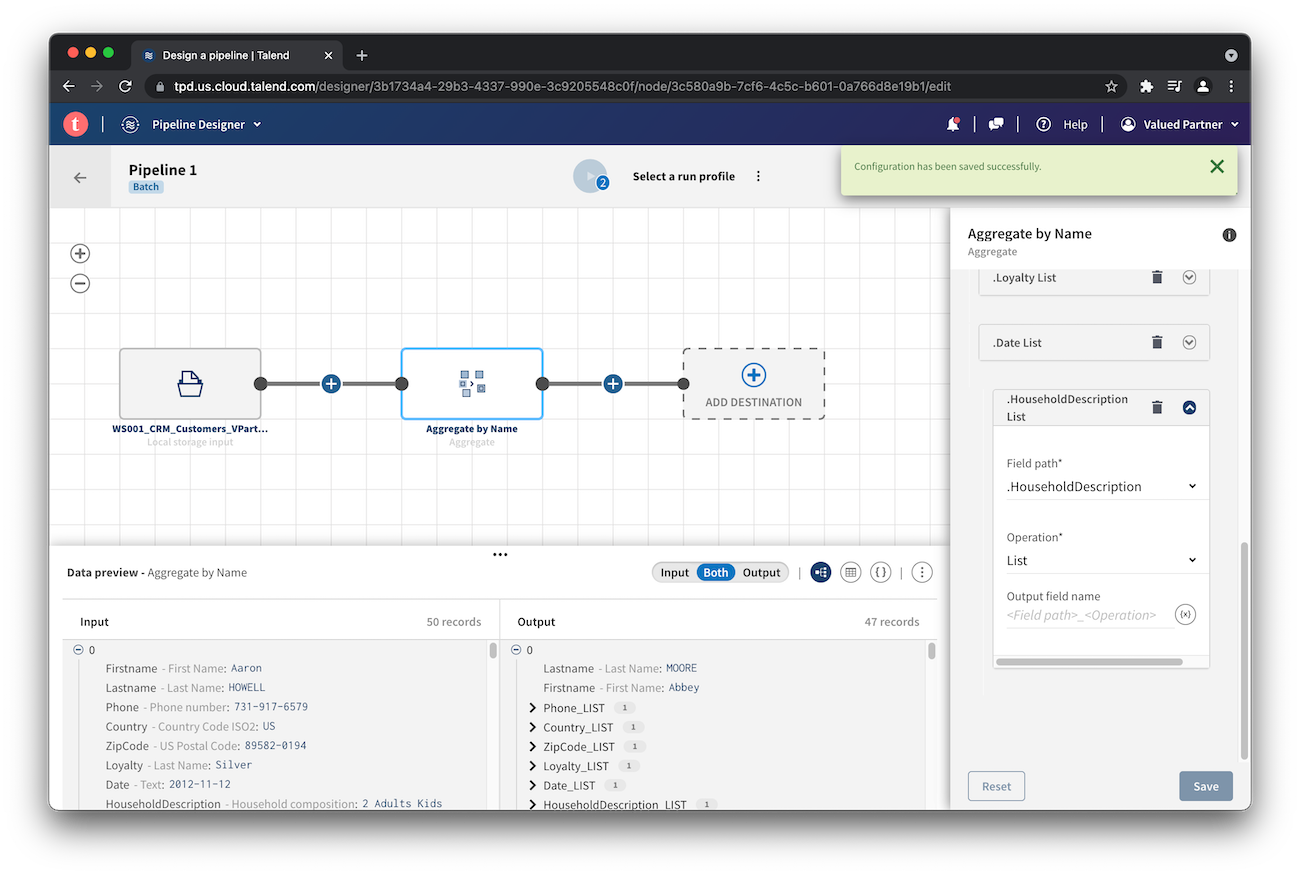 Design a pipeline | Talend
tpd.us.cloud.talend.com/designer/3b1734a4-29b3-4337-990e-3c9205548c0f/node/3c580a9b-7cf6-4c5c-b601-0a766d8e19b1/edit
t
Pipeline Designer
Help
Valued Partner
Pipeline 1
Batch
2
Select a run profile
Configuration has been saved successfully.
WS001_CRM_Customers_VPart...
Local storage input
Aggregate by Name
Aggregate
ADD DESTINATION
Aggregate by Name
Aggregate
.Loyalty List
.Date List
.HouseholdDescription
List
Field path*
.HouseholdDescription
Operation*
List
Output field name
<Field path>_<Operation>
{x}
Reset
Save
Data preview - Aggregate by Name
Input Both Output
Input
50 records
0
Firstname - First Name: Aaron
Lastname - Last Name: HOWELL
Phone - Phone number: 731-917-6579
Country - Country Code ISO2: US
ZipCode - US Postal Code: 89582-0194
Loyalty - Last Name: Silver
Date - Text: 2012-11-12
HouseholdDescription - Household composition: 2 Adults Kids
Output
47 records
0
Lastname - Last Name: MOORE
Firstname - First Name: Abbey
Phone_LIST 1
Country_LIST 1
ZipCode_LIST 1
Loyalty_LIST 1
Date_LIST 1
HouseholdDescription_LIST 1